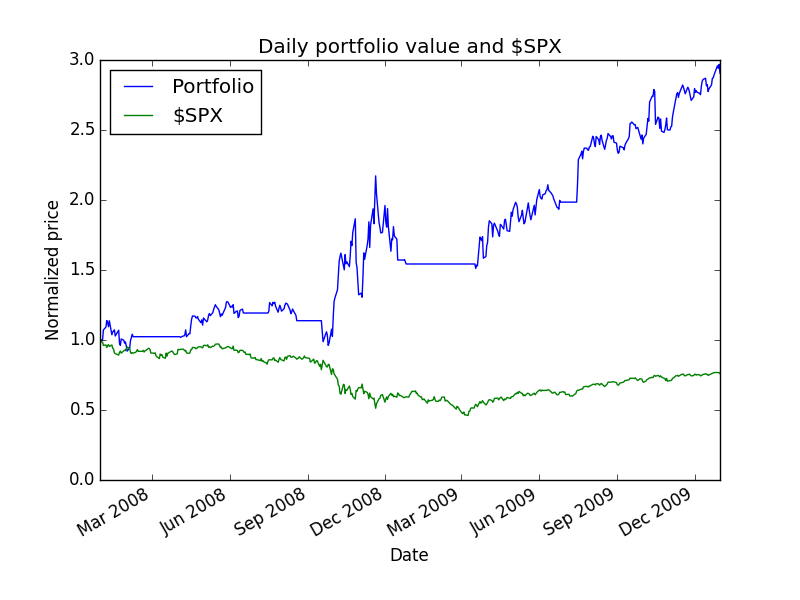 Daily portfolio value and $SPX
Portfolio
$SPX
3.0
2.5
2.0
1.5
1.0
0.5
0.0
Normalized price
Mar 2008
Jun 2008
Sep 2008
Dec 2008
Mar 2009
Jun 2009
Sep 2009
Dec 2009
Date